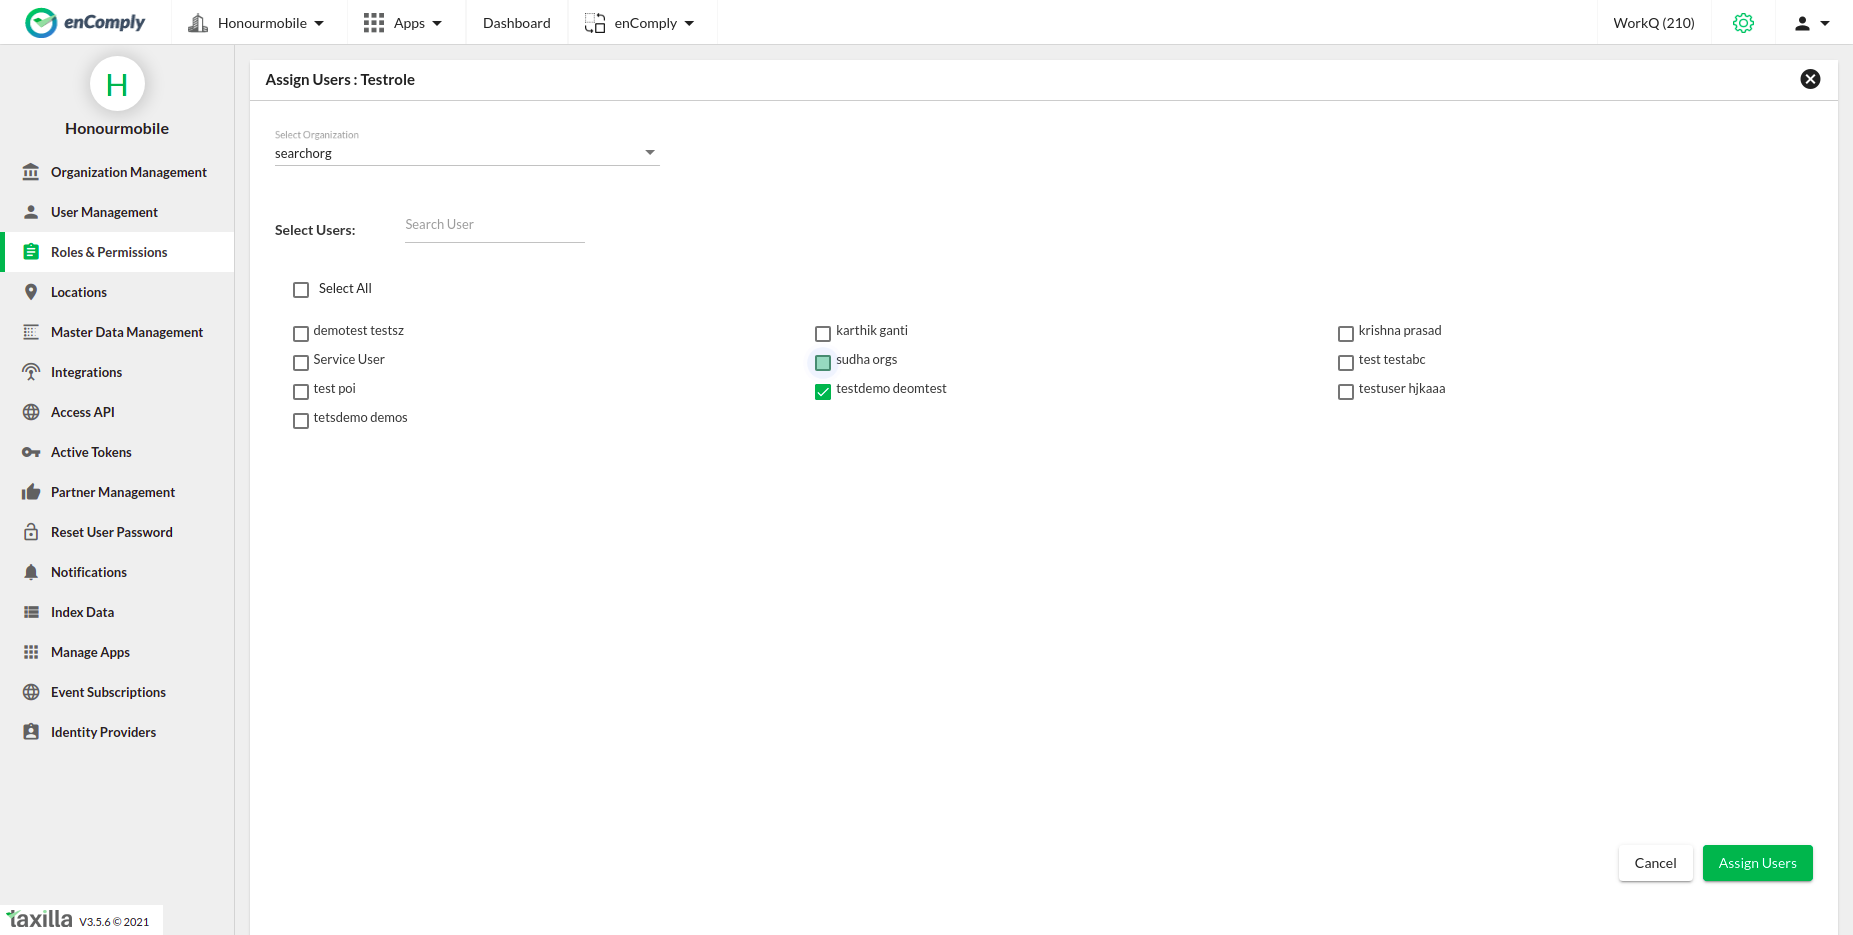 enComply
Honourmobile
Apps
Dashboard
enComply
WorkQ (210)
H
Honourmobile
Organization Management
User Management
Roles & Permissions
Locations
Master Data Management
Integrations
Access API
Active Tokens
Partner Management
Reset User Password
Notifications
Index Data
Manage Apps
Event Subscriptions
Identity Providers
taxilla V3.5.6 © 2021
Assign Users : Testrole
Select Organization
searchorg
Select Users:
Search User
Select All
demotest testsz
karthik ganti
krishna prasad
Service User
sudha orgs
test testabc
test poi
testdemo deomtest
testuser hjkaaa
tetsdemo demos
Cancel
Assign Users